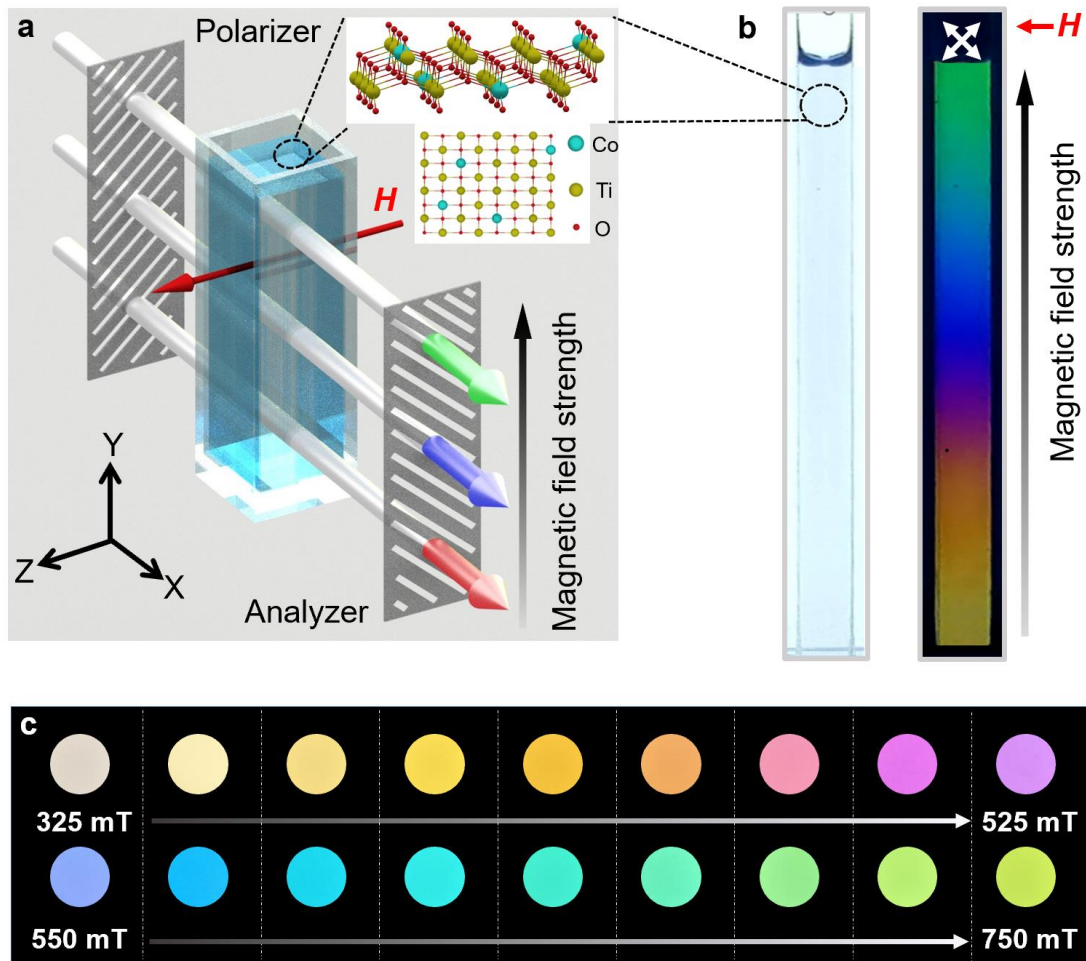 a
Polarizer
H
Co
Ti
O
Y
Z
X
Analyzer
Magnetic field strength
b
H
Magnetic field strength
c
325 mT
525 mT
550 mT
750 mT